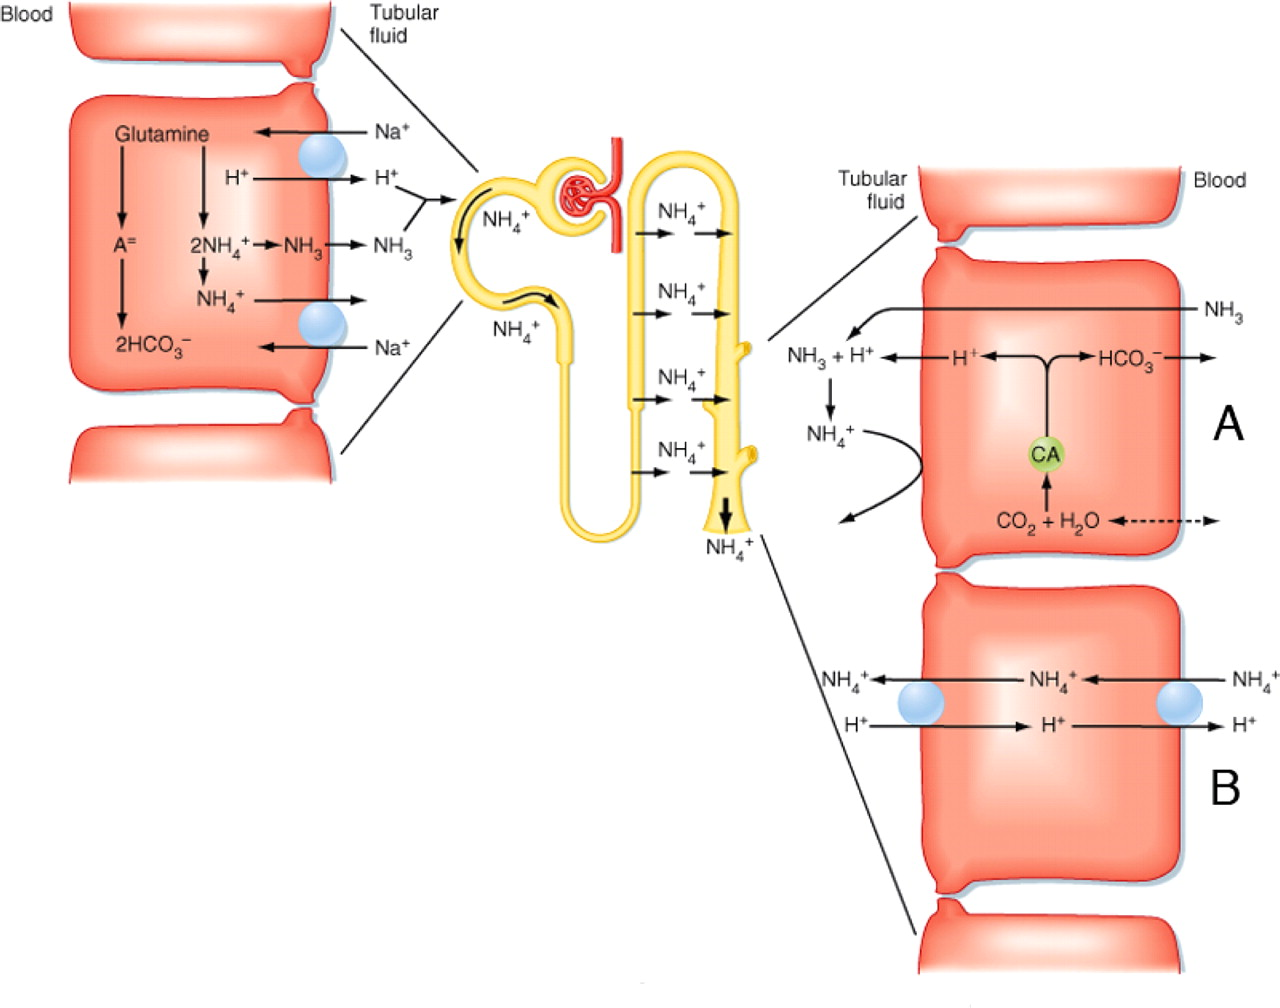 Blood
Tubular
fluid
Glutamine
Na⁺
H⁺
H⁺
A⁼
2NH₄⁺
NH₃
NH₃
NH₄⁺
2HCO₃⁻
Na⁺
NH₄⁺
NH₄⁺
NH₄⁺
NH₄⁺
NH₄⁺
NH₄⁺
NH₄⁺
Tubular
fluid
Blood
NH₃
NH₃ + H⁺
H⁺
HCO₃⁻
NH₄⁺
A
CA
CO₂ + H₂O
NH₄⁺
NH₄⁺
NH₄⁺
H⁺
H⁺
H⁺
B